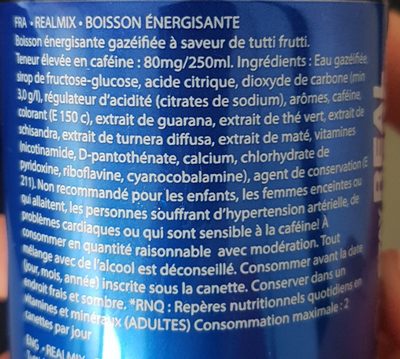 FRA • REALMIX • BOISSON ÉNERGISANTE
Boisson énergisante gazéifiée à saveur de tutti frutti.
Teneur élevée en caféine : 80mg/250ml. Ingrédients : Eau gazéifiée,
sirop de fructose-glucose, acide citrique, dioxyde de carbone (min
3,0 g/l), régulateur d'acidité (citrates de sodium), arômes, caféine,
colorant (E 150 c), extrait de guarana, extrait de thé vert, extrait de
schisandra, extrait de turnera diffusa, extrait de maté, vitamines
(nicotinamide, D-pantothénate, calcium, chlorhydrate de
pyridoxine, riboflavine, cyanocobalamine), agent de conservation (E
211). Non recommandé pour les enfants, les femmes enceintes ou
qui allaitent, les personnes souffrant d'hypertension artérielle, de
problèmes cardiaques ou qui sont sensible à la caféine! À
consommer en quantité raisonnable avec modération. Tout
mélange avec de l'alcool est déconseillé. Consommer avant la date
(jour, mois, année) inscrite sous la canette. Conserver dans un
endroit frais et sombre. *RNQ : Repères nutritionnels quotidiens en
vitamines et minéraux (ADULTES) Consommation maximale : 2
canettes par jour
ENG • REALMIX
REAL